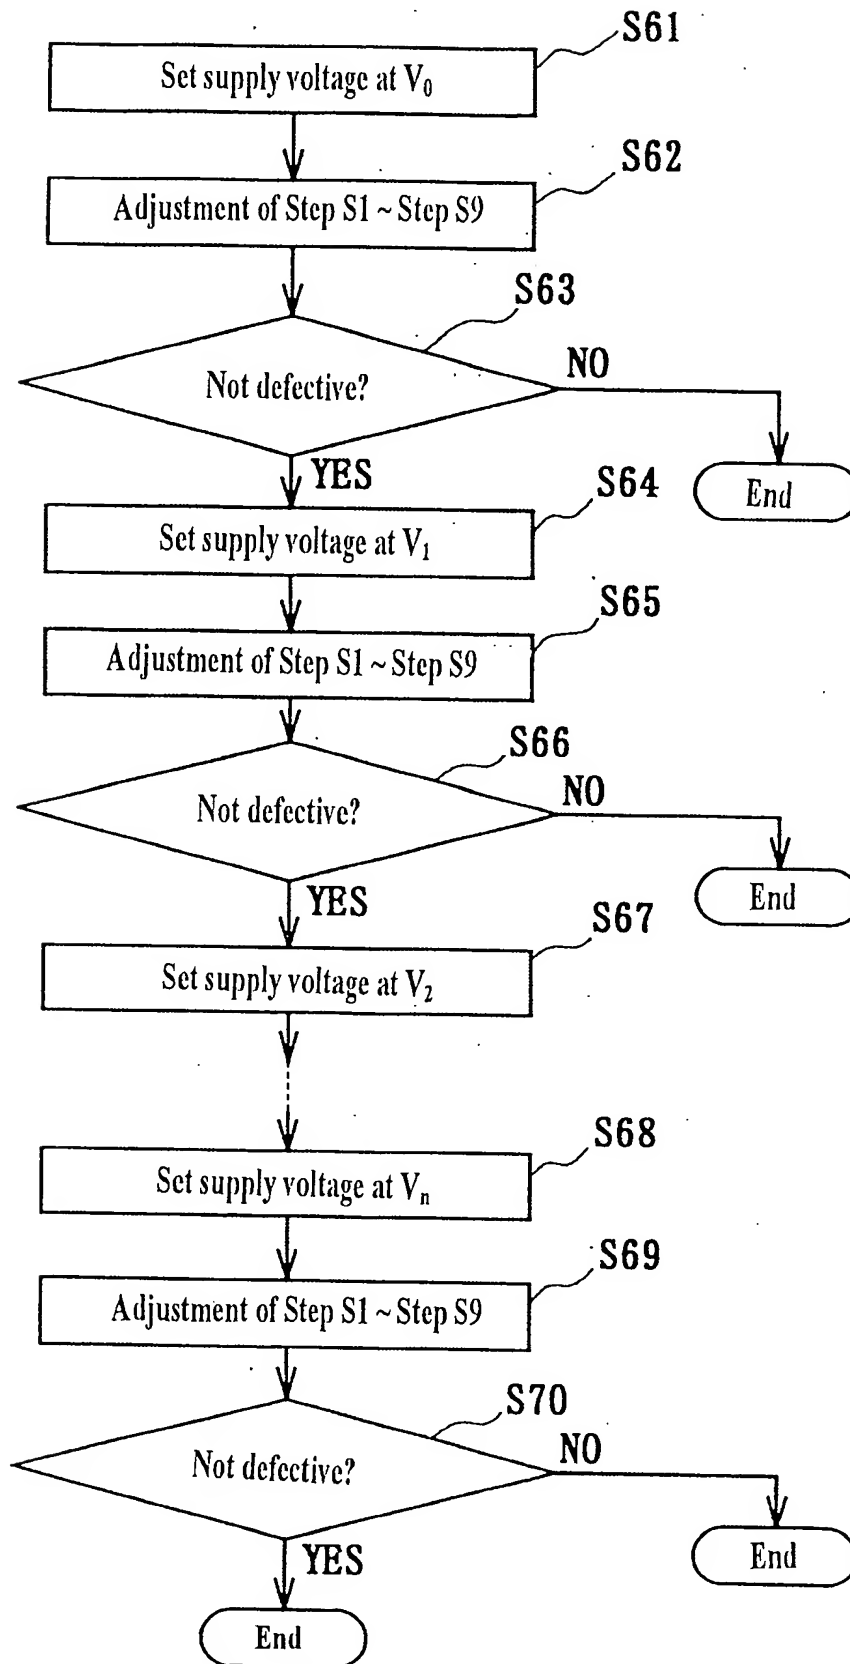 S61
Set supply voltage at V₀
S62
Adjustment of Step S1 ~ Step S9
S63
Not defective?
NO
YES
End
S64
Set supply voltage at V₁
S65
Adjustment of Step S1 ~ Step S9
S66
Not defective?
NO
YES
End
S67
Set supply voltage at V₂
S68
Set supply voltage at Vₙ
S69
Adjustment of Step S1 ~ Step S9
S70
Not defective?
NO
YES
End
End